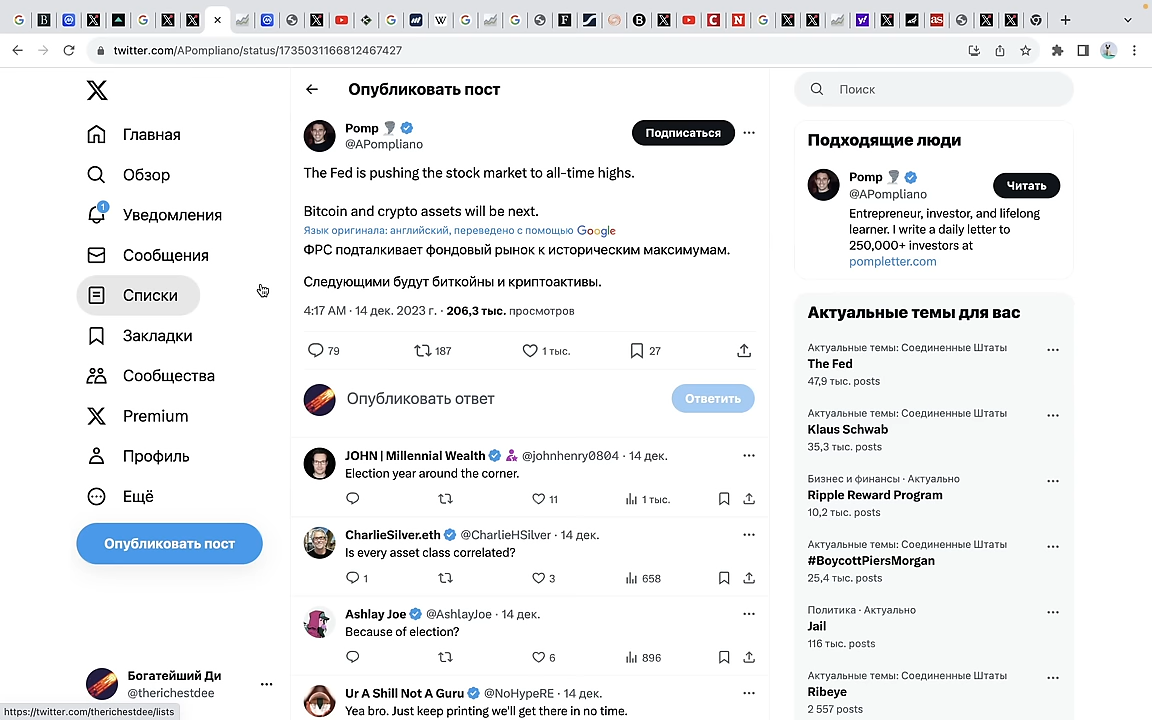 twitter.com/APompliano/status/1735031166812467427
Главная
Обзор
1
Уведомления
Сообщения
Списки
Закладки
Сообщества
Premium
Профиль
Ещё
Опубликовать пост
Богатейший Ди
@therichestdee
https://twitter.com/therichestdee/lists
Опубликовать пост
Pomp
@APompliano
Подписаться
The Fed is pushing the stock market to all-time highs.
Bitcoin and crypto assets will be next.
Язык оригинала: английский, переведено с помощью Google
ФРС подталкивает фондовый рынок к историческим максимумам.
Следующими будут биткойны и криптоактивы.
4:17 AM · 14 дек. 2023 г. · 206,3 тыс. просмотров
79 187 1 тыс. 27
Опубликовать ответ
Ответить
JOHN | Millennial Wealth @johnhenry0804 · 14 дек.
Election year around the corner.
11 1 тыс.
CharlieSilver.eth @CharlieHSilver · 14 дек.
Is every asset class correlated?
1 3 658
Ashlay Joe @AshlayJoe · 14 дек.
Because of election?
6 896
Ur A Shill Not A Guru @NoHypeRE · 14 дек.
Yea bro. Just keep printing we'll get there in no time.
Поиск
Подходящие люди
Pomp
@APompliano
Читать
Entrepreneur, investor, and lifelong
learner. I write a daily letter to
250,000+ investors at
pompletter.com
Актуальные темы для вас
Актуальные темы: Соединенные Штаты
The Fed
47,9 тыс. posts
Актуальные темы: Соединенные Штаты
Klaus Schwab
35,3 тыс. posts
Бизнес и финансы · Актуально
Ripple Reward Program
10,2 тыс. posts
Актуальные темы: Соединенные Штаты
#BoycottPiersMorgan
25,4 тыс. posts
Политика · Актуально
Jail
116 тыс. posts
Актуальные темы: Соединенные Штаты
Ribeye
2 557 posts